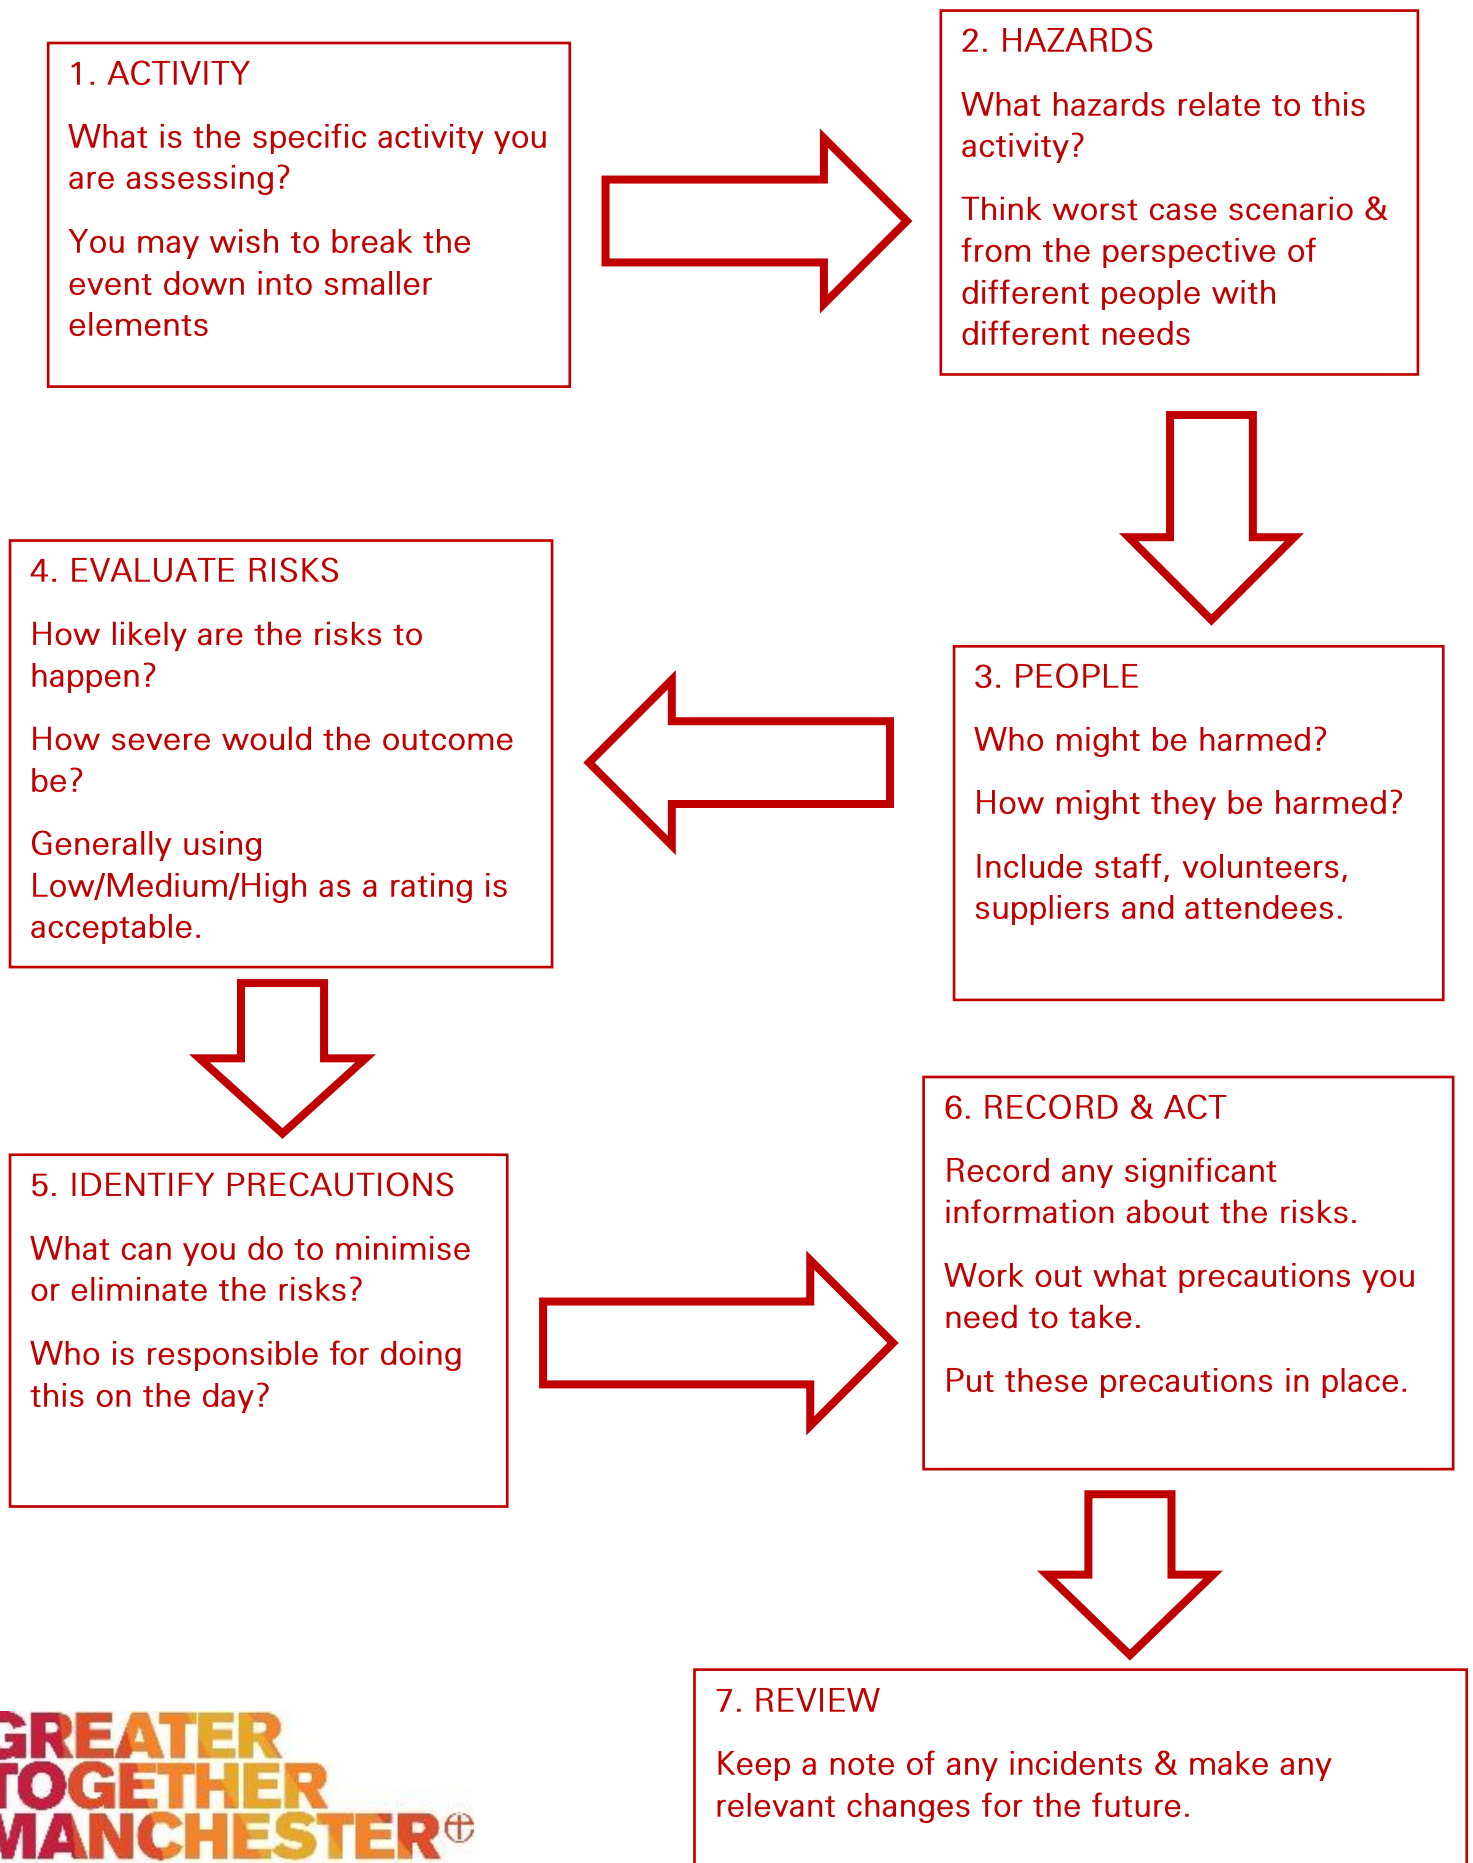 1. ACTIVITY
What is the specific activity you
are assessing?
You may wish to break the
event down into smaller
elements
2. HAZARDS
What hazards relate to this
activity?
Think worst case scenario &
from the perspective of
different people with
different needs
3. PEOPLE
Who might be harmed?
How might they be harmed?
Include staff, volunteers,
suppliers and attendees.
4. EVALUATE RISKS
How likely are the risks to
happen?
How severe would the outcome
be?
Generally using
Low/Medium/High as a rating is
acceptable.
5. IDENTIFY PRECAUTIONS
What can you do to minimise
or eliminate the risks?
Who is responsible for doing
this on the day?
6. RECORD & ACT
Record any significant
information about the risks.
Work out what precautions you
need to take.
Put these precautions in place.
7. REVIEW
Keep a note of any incidents & make any
relevant changes for the future.
GREATER
TOGETHER
MANCHESTER